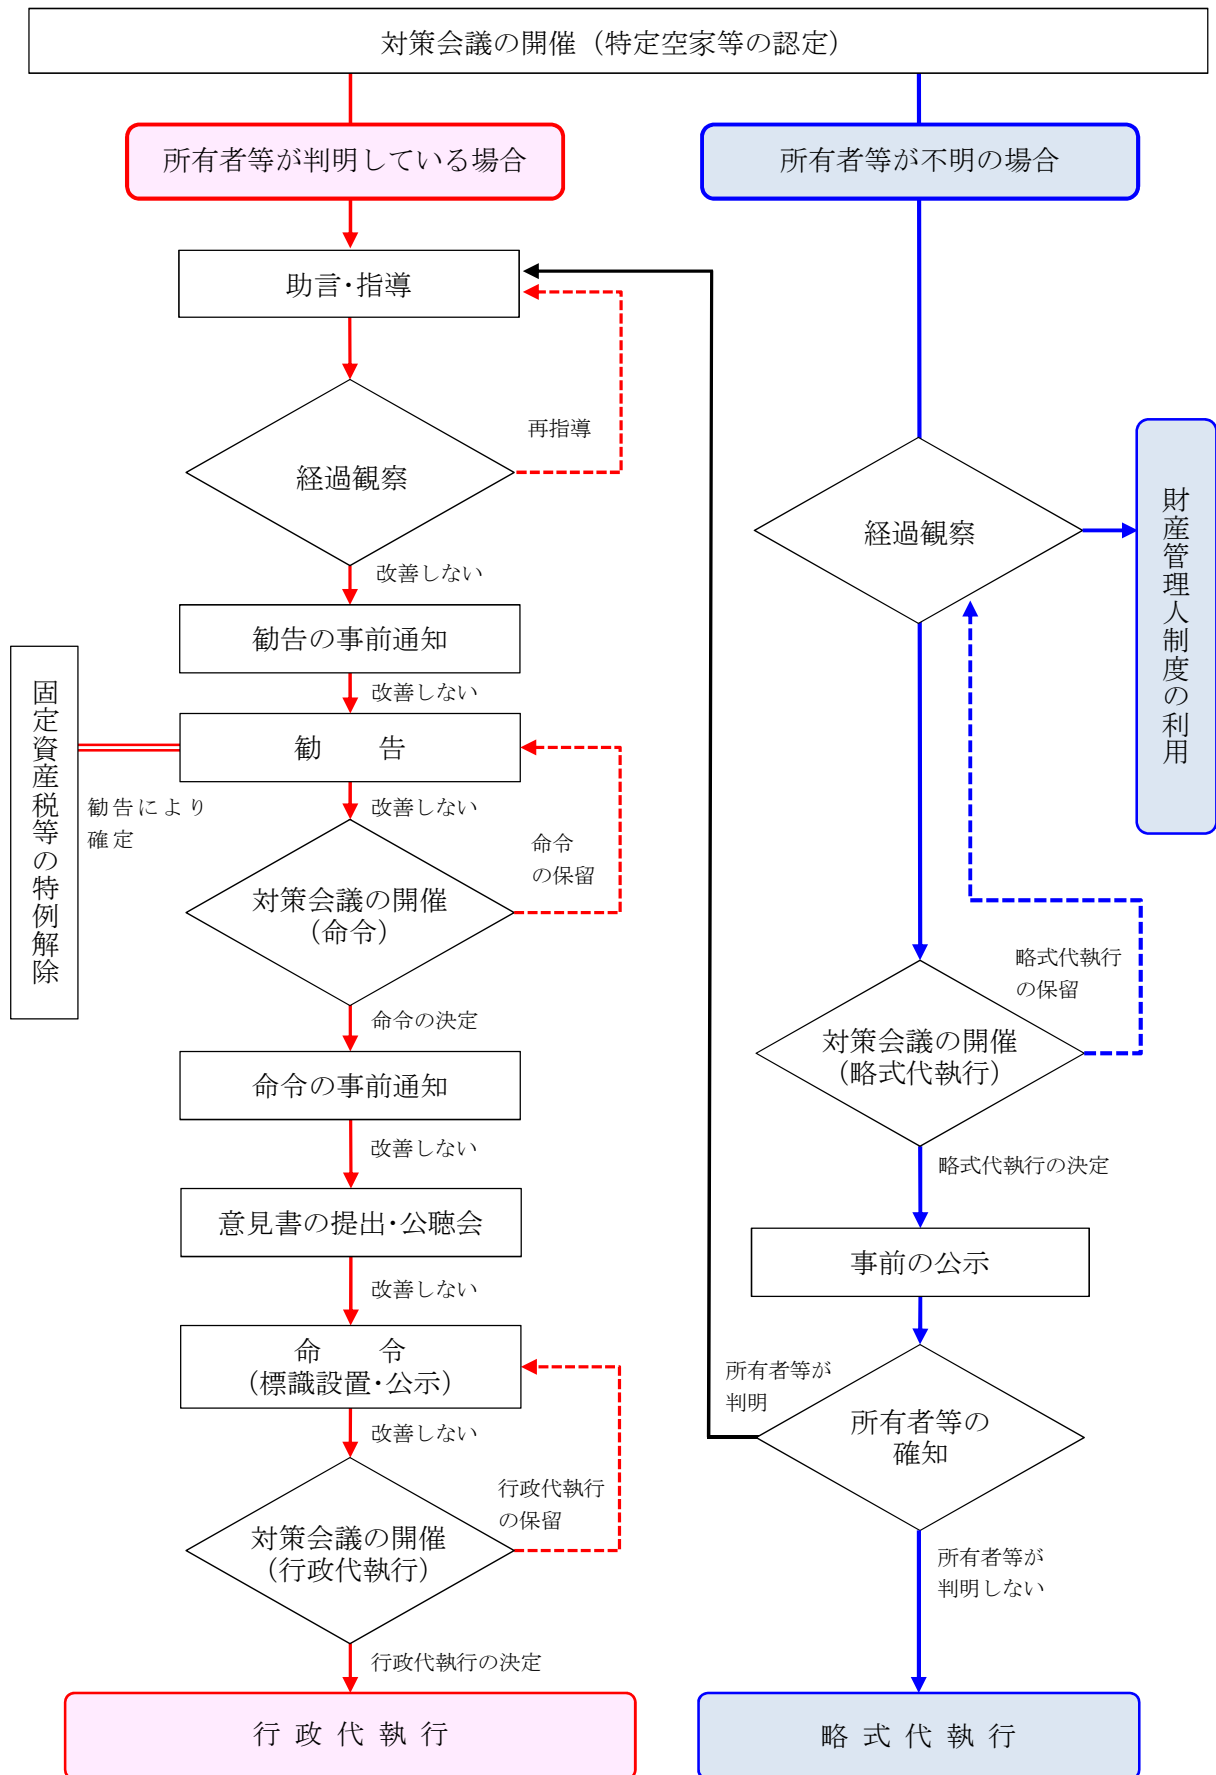 対策会議の開催（特定空家等の認定）
所有者等が判明している場合
所有者等が不明の場合
助言・指導
再指導
経過観察
改善しない
勧告の事前通知
改善しない
勧　　告
固定資産税等の特例解除
勧告により
確定
改善しない
命令
の保留
対策会議の開催
（命令）
命令の決定
命令の事前通知
改善しない
意見書の提出・公聴会
改善しない
命　　令
（標識設置・公示）
改善しない
行政代執行
の保留
対策会議の開催
（行政代執行）
行政代執行の決定
行 政 代 執 行
経過観察
財産管理人制度の利用
略式代執行
の保留
対策会議の開催
（略式代執行）
略式代執行の決定
事前の公示
所有者等が
判明
所有者等の
確知
所有者等が
判明しない
略 式 代 執 行